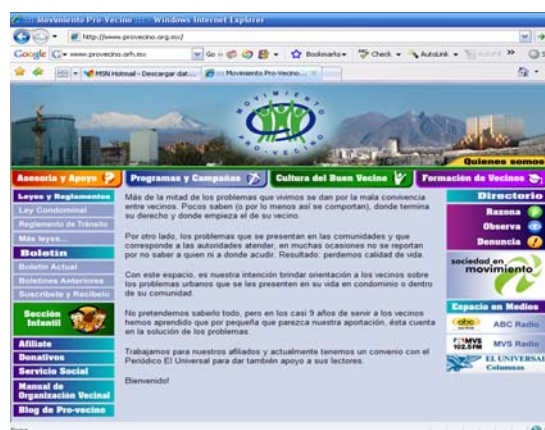 ::: Movimiento Pro-Vecino ::: - Windows Internet Explorer
http://www.provecino.org.mx/
Google
www.provecino.orh.mx
Go
Bookmarks
Check
AutoLink
MSN Hotmail - Descargar dat...
::: Movimiento Pro-Vecino...
MOVIMIENTO
PRO-VECINO
Quienes somos
Asesoría y Apoyo
Programas y Campañas
Cultura del Buen Vecino
Formación de Vecinos
Leyes y Reglamentos
Ley Condominal
Reglamento de Tránsito
Más leyes...
Boletín
Boletín Actual
Boletines Anteriores
Suscríbete y Recíbelo
Sección
Infantil
Afíliate
Donativos
Servicio Social
Manual de
Organización Vecinal
Blog de Pro-vecino
Más de la mitad de los problemas que vivimos se dan por la mala convivencia
entre vecinos. Pocos saben (o por lo menos así se comportan), donde termina
su derecho y donde empieza el de su vecino.
Por otro lado, los problemas que se presentan en las comunidades y que
corresponde a las autoridades atender, en muchas ocasiones no se reportan
por no saber a quien ni a donde acudir. Resultado: perdemos calidad de vida.
Con este espacio, es nuestra intención brindar orientación a los vecinos sobre
los problemas urbanos que se les presenten en su vida en condominio o dentro
de su comunidad.
No pretendemos saberlo todo, pero en los casi 9 años de servir a los vecinos
hemos aprendido que por pequeña que parezca nuestra aportación, ésta cuenta
en la solución de los problemas.
Trabajamos para nuestros afiliados y actualmente tenemos un convenio con el
Periódico El Universal para dar también apoyo a sus lectores.
Bienvenido!
Directorio
Razona
Observa
Denuncia
sociedad en
movimiento
Espacio en Medios
abc
ABC Radio
MVS
102.5 FM
MVS Radio
EL UNIVERSAL
Columnas